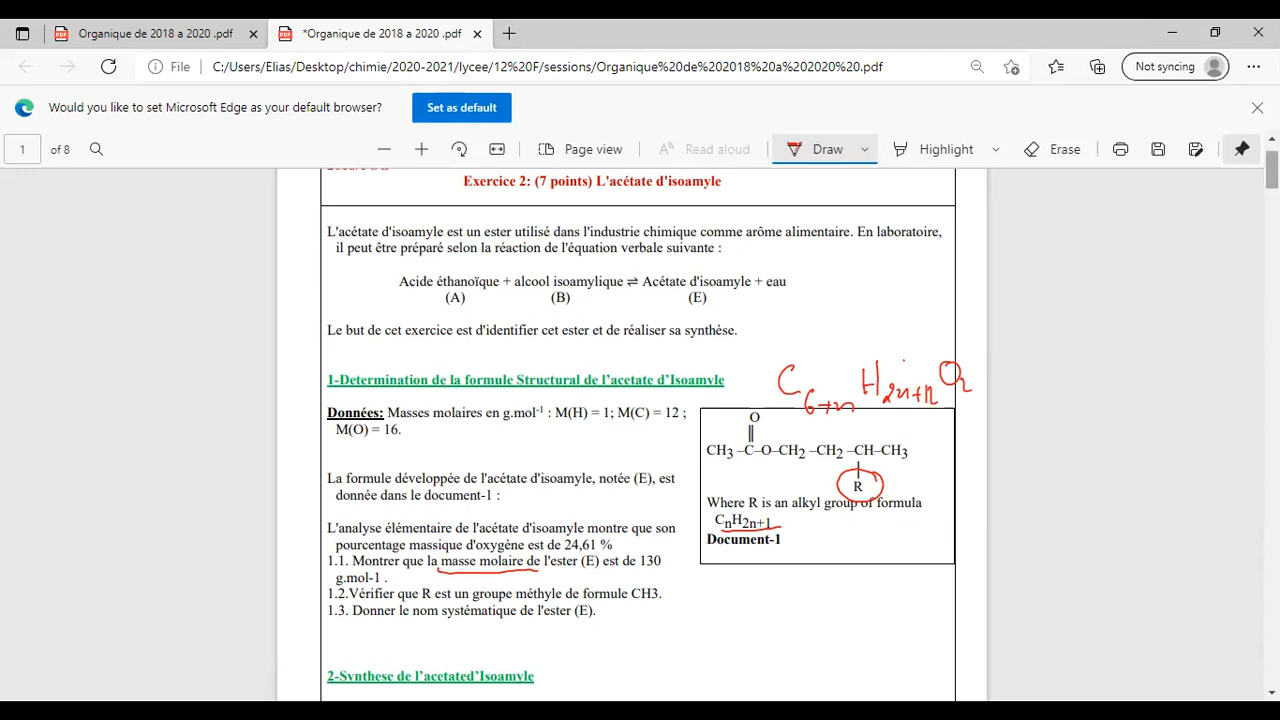 Organique de 2018 a 2020 .pdf
*Organique de 2018 a 2020 .pdf
File
C:/Users/Elias/Desktop/chimie/2020-2021/lycee/12%20F/sessions/Organique%20de%202018%20a%202020%20.pdf
Not syncing
Would you like to set Microsoft Edge as your default browser?
Set as default
1 of 8
Page view
Read aloud
Draw
Highlight
Erase
Exercice 2: (7 points) L'acétate d'isoamyle
L'acétate d'isoamyle est un ester utilisé dans l'industrie chimique comme arôme alimentaire. En laboratoire,
il peut être préparé selon la réaction de l'équation verbale suivante :
Acide éthanoïque + alcool isoamylique ⇌ Acétate d'isoamyle + eau
(A) (B) (E)
Le but de cet exercice est d'identifier cet ester et de réaliser sa synthèse.
1-Determination de la formule Structural de l'acetate d'Isoamyle
Données: Masses molaires en g.mol-1 : M(H) = 1; M(C) = 12 ;
M(O) = 16.
La formule développée de l'acétate d'isoamyle, notée (E), est
donnée dans le document-1 :
L'analyse élémentaire de l'acétate d'isoamyle montre que son
pourcentage massique d'oxygène est de 24,61 %
1.1. Montrer que la masse molaire de l'ester (E) est de 130
g.mol-1 .
1.2.Vérifier que R est un groupe méthyle de formule CH3.
1.3. Donner le nom systématique de l'ester (E).
O
CH3 –C–O–CH2 –CH2 –CH–CH3
R
Where R is an alkyl group of formula
CnH2n+1
Document-1
2-Synthese de l'acetated'Isoamyle